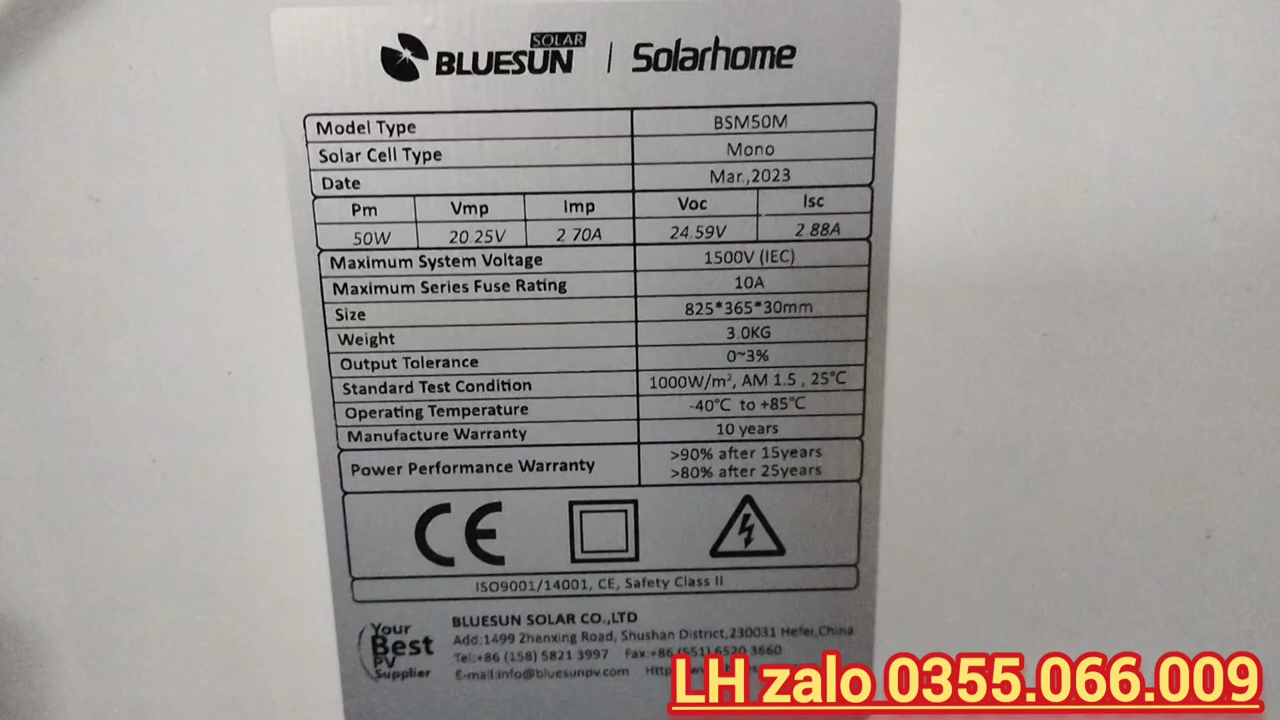 BLUESUN SOLAR | Solarhome
Model Type BSM50M
Solar Cell Type Mono
Date Mar.,2023
Pm Vmp Imp Voc Isc
50W 20.25V 2.70A 24.59V 2.88A
Maximum System Voltage 1500V (IEC)
Maximum Series Fuse Rating 10A
Size 825*365*30mm
Weight 3.0KG
Output Tolerance 0~3%
Standard Test Condition 1000W/m², AM 1.5 , 25°C
Operating Temperature -40°C to +85°C
Manufacture Warranty 10 years
Power Performance Warranty >90% after 15years
>80% after 25years
CE
ISO9001/14001, CE, Safety Class II
Your
Best
PV
Supplier
BLUESUN SOLAR CO.,LTD
Add:1499 Zhenxing Road, Shushan District,230031 Hefei,China
Tel:+86 (158) 5821 3997 Fax:+86 (551) 6520 3660
E-mail:info@bluesunpv.com
LH zalo 0355.066.009